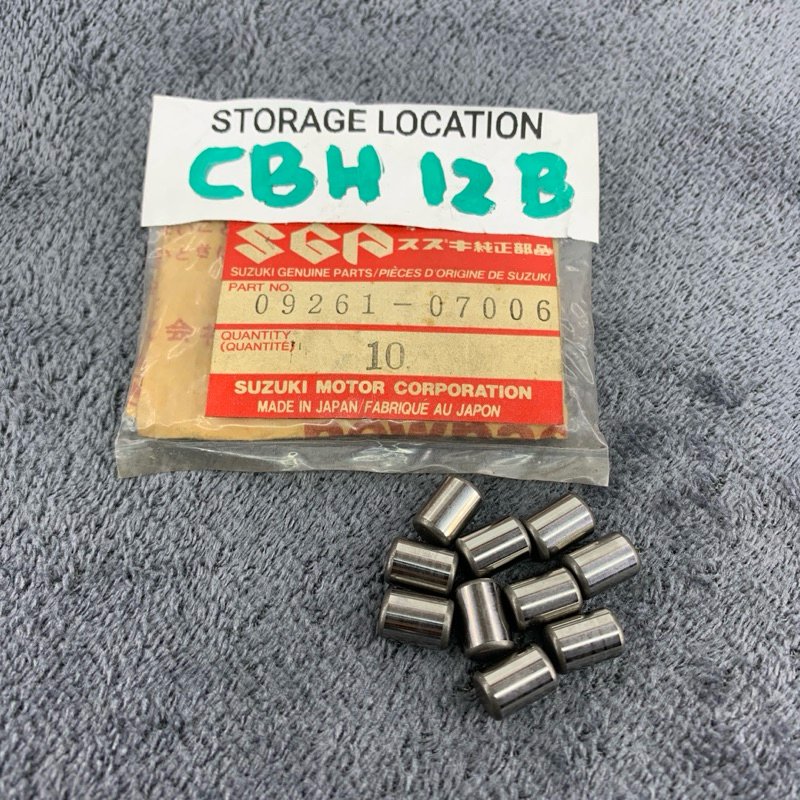 STORAGE LOCATION
CBH 12B
SGP スズキ純正部品
SUZUKI GENUINE PARTS/PIÈCES D'ORIGINE DE SUZUKI
PART NO.
09261-07006
QUANTITY
(QUANTITÉ)
10
SUZUKI MOTOR CORPORATION
MADE IN JAPAN/FABRIQUE AU JAPON